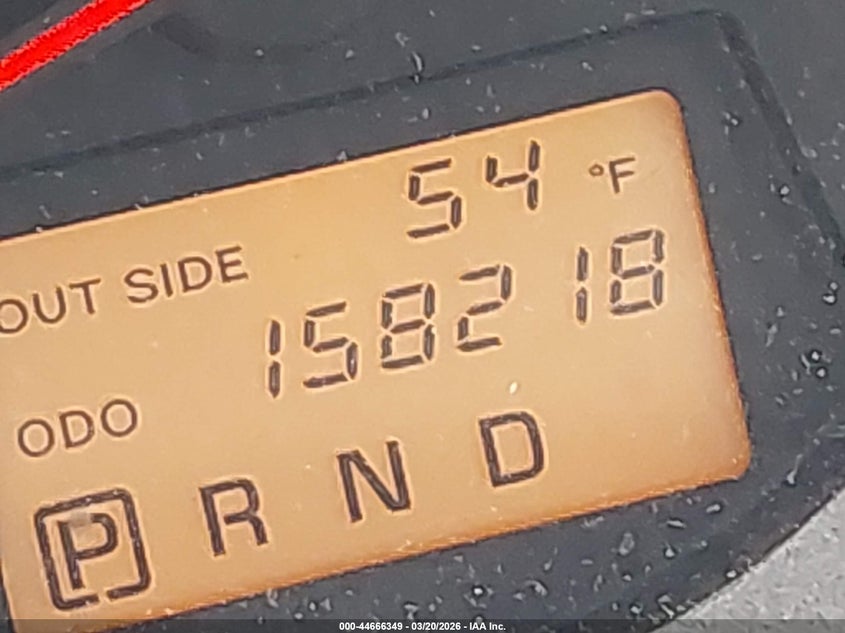 54 °F
OUT SIDE
158218
ODO
P R N D
000-44666349 - 03/20/2026 - IAA Inc.